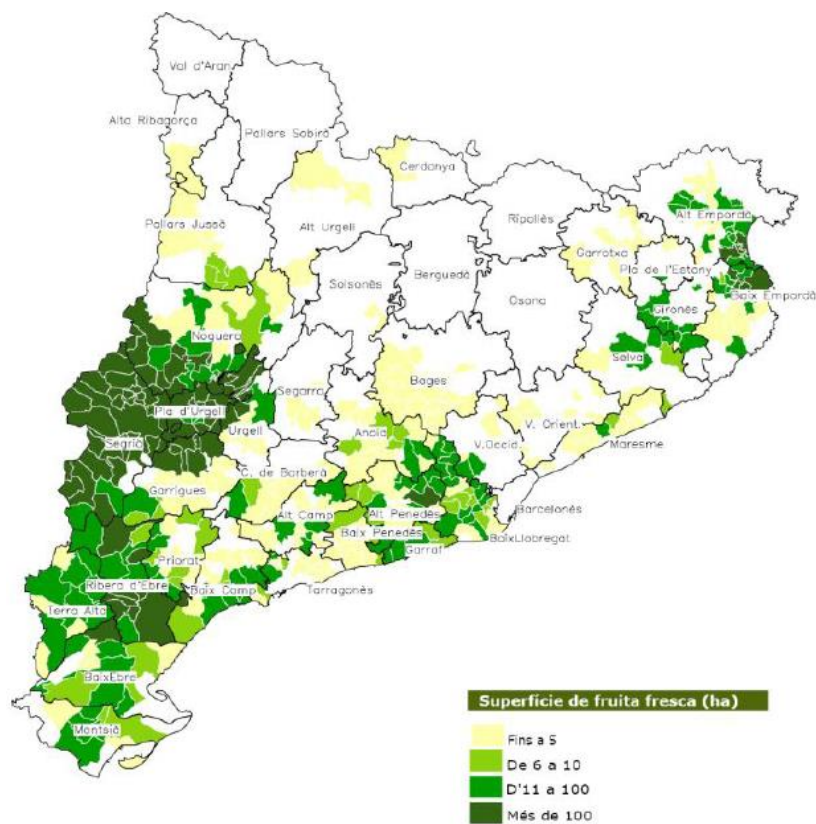 Val d'Aran
Alta Ribagorça
Pallars Sobirà
Cerdanya
Pallars Jussà
Alt Urgell
Ripollès
Alt Empordà
Garrotxa
Berguedà
Solsonès
Pla de l'Estany
Osona
Gironès
Baix Empordà
Noguera
Selva
Bages
Segarra
Pla d'Urgell
Urgell
Segrià
Anoia
V.Occid.
V. Orient.
Maresme
C. de Barberà
Garrigues
Alt Camp
Alt Penedès
Barcelonès
Baix Penedès
BaixLlobregat
Garraf
Priorat
Ribera d'Ebre
Baix Camp
Tarragonès
Terra Alta
BaixEbre
Montsià
Superfície de fruita fresca (ha)
Fins a 5
De 6 a 10
D'11 a 100
Més de 100